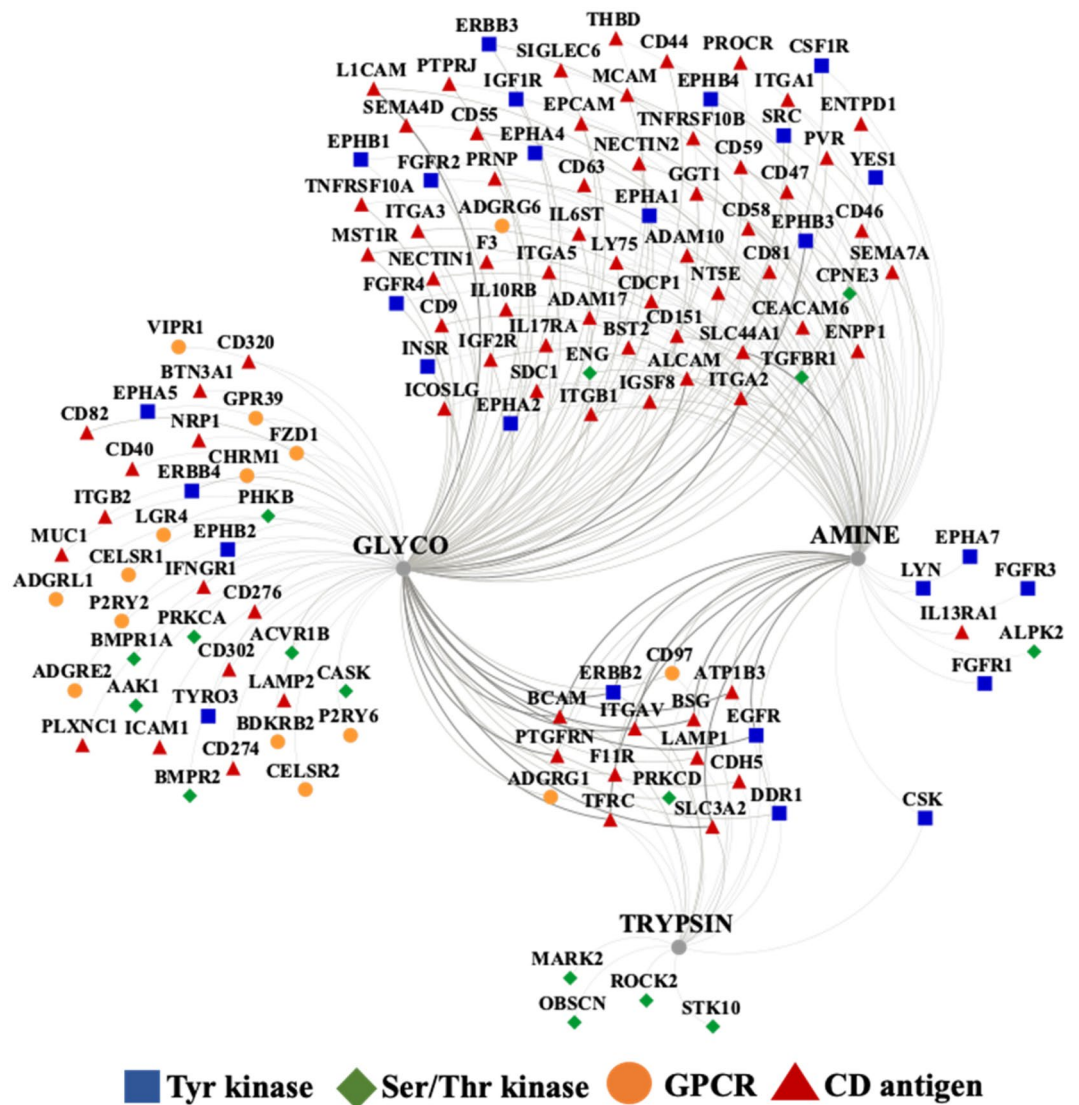 ERBB3
THBD
SIGLEC6
CD44
PROCR
CSF1R
L1CAM
PTPRJ
IGF1R
MCAM
EPHB4
ITGA1
SEMA4D
CD55
EPCAM
TNFRSF10B
SRC
ENTPD1
EPHB1
FGFR2
PRNP
EPHA4
NECTIN2
CD59
PVR
YES1
TNFRSF10A
CD63
GGT1
CD47
ITGA3
ADGRG6
IL6ST
EPHA1
CD58
EPHB3
CD46
MST1R
NECTIN1
F3
ITGA5
LY75
ADAM10
CD81
SEMA7A
FGFR4
CD9
IL10RB
ADAM17
CDCP1
NT5E
CPNE3
INSR
IGF2R
IL17RA
BST2
CD151
SLC44A1
CEACAM6
ENPP1
ICOSLG
SDC1
ENG
ALCAM
TGFBR1
EPHA2
ITGB1
IGSF8
ITGA2
VIPR1
CD320
BTN3A1
EPHA5
GPR39
CD82
NRP1
FZD1
CD40
CHRM1
ERBB4
ITGB2
PHKB
LGR4
MUC1
EPHB2
CELSR1
IFNGR1
ADGRL1
P2RY2
CD276
PRKCA
BMPR1A
ACVR1B
CD302
ADGRE2
AAK1
CASK
TYRO3
LAMP2
PLXNC1
ICAM1
BDKRB2
P2RY6
CD274
BMPR2
CELSR2
GLYCO
AMINE
EPHA7
LYN
FGFR3
IL13RA1
ALPK2
FGFR1
ERBB2
CD97
ATP1B3
BCAM
ITGAV
BSG
EGFR
PTGFRN
F11R
LAMP1
CDH5
ADGRG1
PRKCD
DDR1
TFRC
SLC3A2
CSK
TRYPSIN
MARK2
ROCK2
OBSCN
STK10
Tyr kinase Ser/Thr kinase GPCR CD antigen